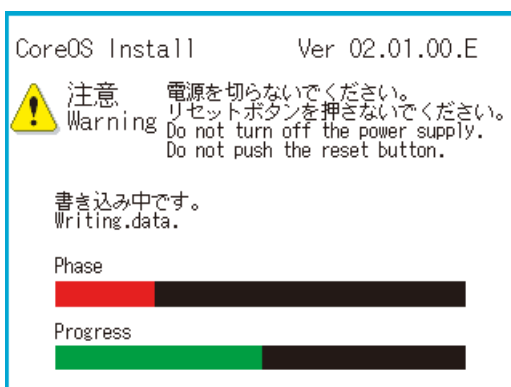 CoreOS Install Ver 02.01.00.E
注意
Warning
電源を切らないでください。
リセットボタンを押さないでください。
Do not turn off the power supply.
Do not push the reset button.
書き込み中です。
Writing.data.
Phase
Progress